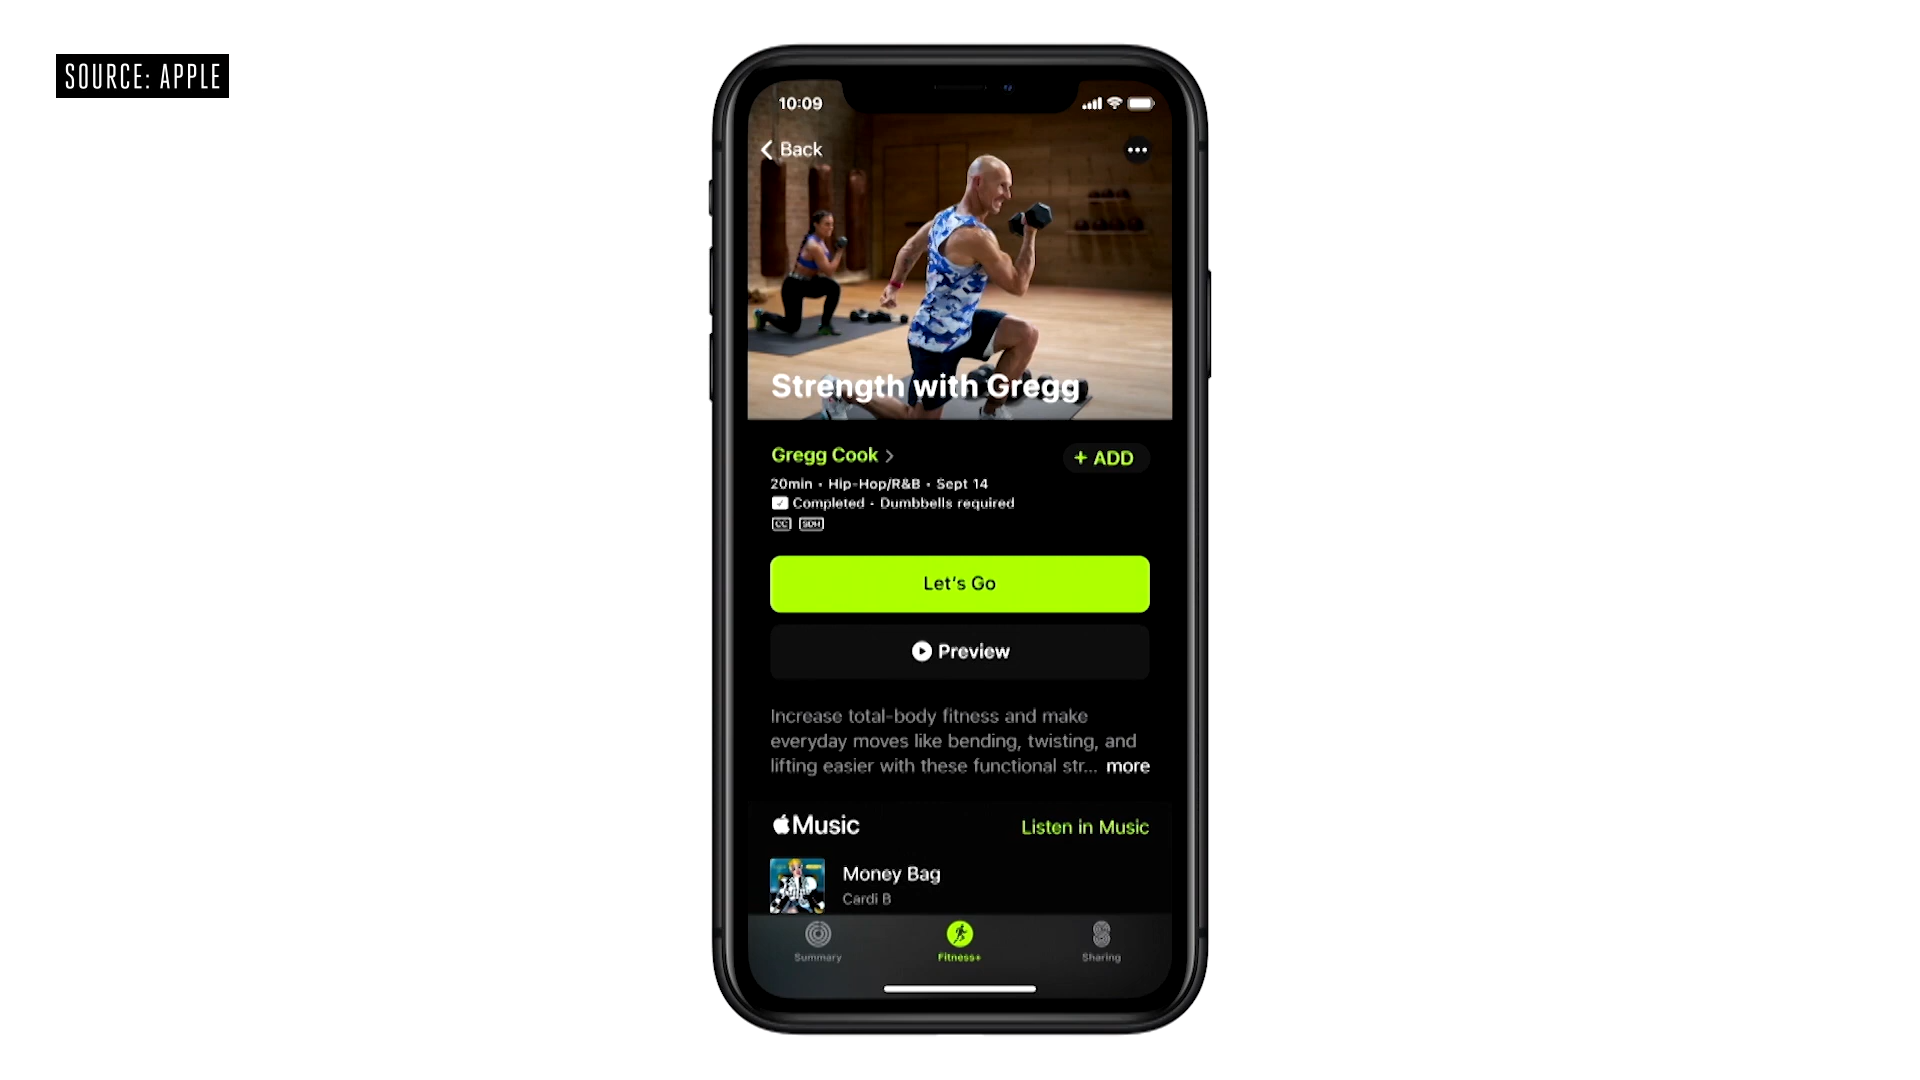 SOURCE: APPLE
10:09
Back
Strength with Gregg
Gregg Cook
+ ADD
20min • Hip-Hop/R&B • Sept 14
Completed • Dumbbells required
CC SDH
Let's Go
Preview
Increase total-body fitness and make
everyday moves like bending, twisting, and
lifting easier with these functional str... more
Music
Listen in Music
Money Bag
Cardi B
Summary
Fitness+
Sharing